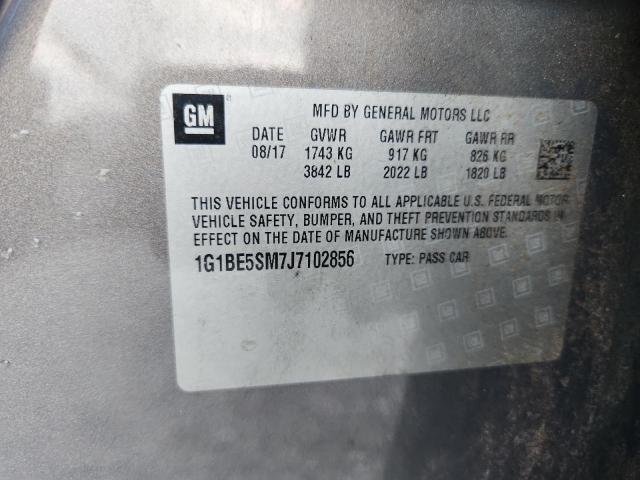 GM
MFD BY GENERAL MOTORS LLC
DATE GVWR GAWR FRT GAWR RR
08/17 1743 KG 917 KG 826 KG
3842 LB 2022 LB 1820 LB
THIS VEHICLE CONFORMS TO ALL APPLICABLE U.S. FEDERAL MOTOR
VEHICLE SAFETY, BUMPER, AND THEFT PREVENTION STANDARDS IN
EFFECT ON THE DATE OF MANUFACTURE SHOWN ABOVE.
1G1BE5SM7J7102856 TYPE: PASS CAR